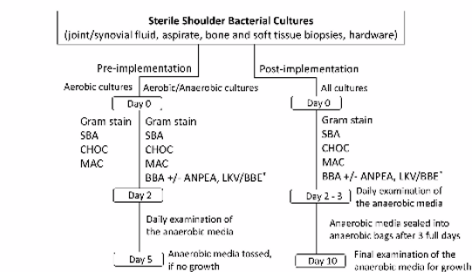 Sterile Shoulder Bacterial Cultures
(joint/synovial fluid, aspirate, bone and soft tissue biopsies, hardware)
Pre-implementation
Post-implementation
Aerobic cultures
Aerobic/Anaerobic cultures
All cultures
Day 0
Day 0
Gram stain
SBA
CHOC
MAC
Gram stain
SBA
CHOC
MAC
BBA +/- ANPEA, LKV/BBE*
Gram stain
SBA
CHOC
MAC
BBA +/- ANPEA, LKV/BBE*
Day 2
Day 2 - 3
Daily examination of
the anaerobic media
Daily examination of
the anaerobic media
Anaerobic media sealed into
anaerobic bags after 3 full days
Day 5
Anaerobic media tossed,
if no growth
Day 10
Final examination of the
anaerobic media for growth